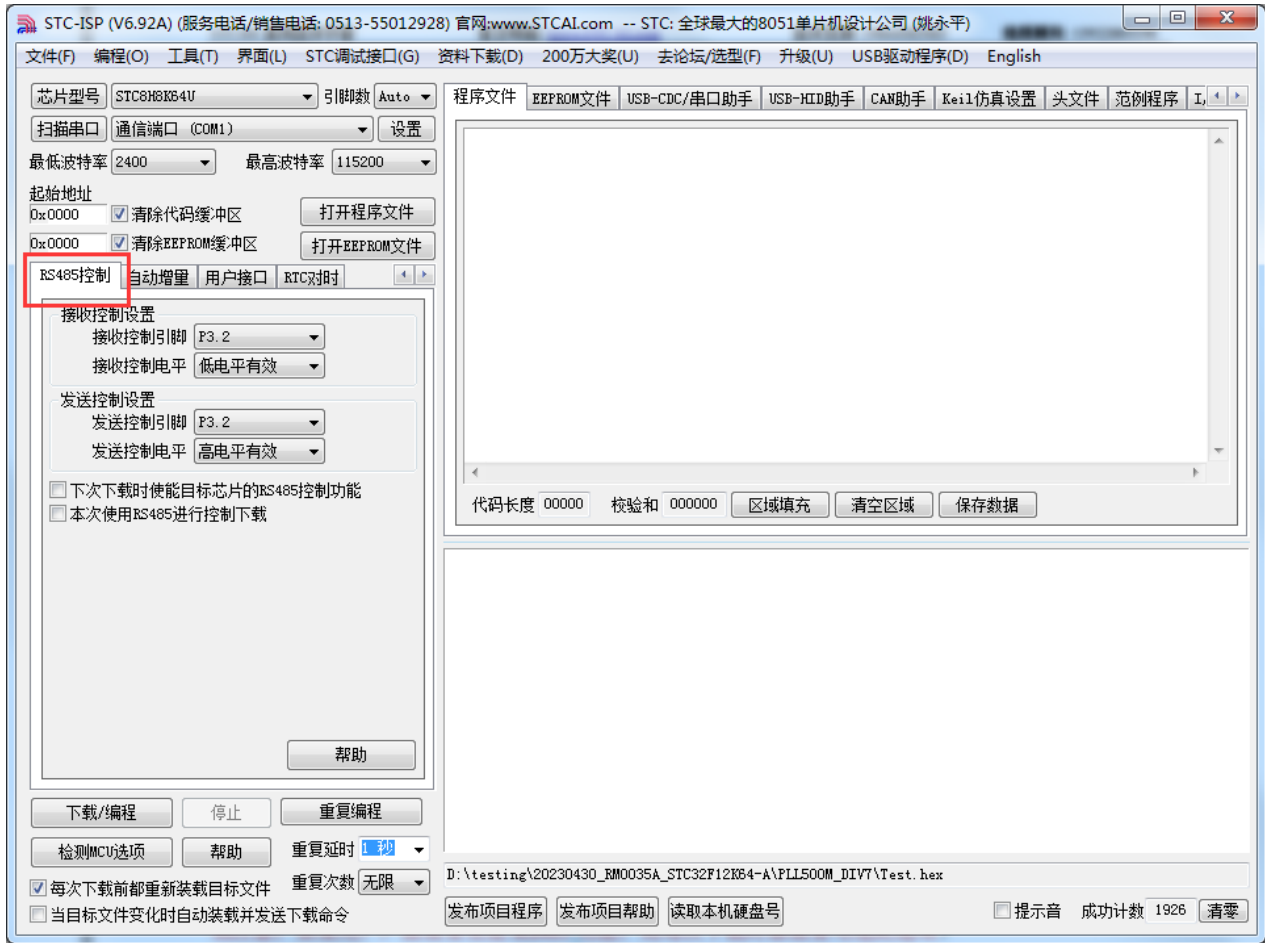 STC-ISP (V6.92A) (服务电话/销售电话: 0513-55012928) 官网:www.STCAI.com -- STC: 全球最大的8051单片机设计公司 (姚永平)
文件(F) 编程(O) 工具(T) 界面(L) STC调试接口(G) 资料下载(D) 200万大奖(U) 去论坛/选型(F) 升级(U) USB驱动程序(D) English
芯片型号 STC8H8K64U 引脚数 Auto
扫描串口 通信端口 (COM1) 设置
最低波特率 2400 最高波特率 115200
起始地址
0x0000 清除代码缓冲区 打开程序文件
0x0000 清除EEPROM缓冲区 打开EEPROM文件
RS485控制 自动增量 用户接口 RTC对时
接收控制设置
接收控制引脚 P3.2
接收控制电平 低电平有效
发送控制设置
发送控制引脚 P3.2
发送控制电平 高电平有效
下次下载时使能目标芯片的RS485控制功能
本次使用RS485进行控制下载
帮助
下载/编程 停止 重复编程
检测MCU选项 帮助 重复延时 1 秒
每次下载前都重新装载目标文件 重复次数 无限
当目标文件变化时自动装载并发送下载命令
程序文件 EEPROM文件 USB-CDC/串口助手 USB-HID助手 CAN助手 Keil仿真设置 头文件 范例程序 I/
代码长度 00000 校验和 000000 区域填充 清空区域 保存数据
D:\testing\20230430_RM0035A_STC32F12K64-A\PLL500M_DIV7\Test.hex
发布项目程序 发布项目帮助 读取本机硬盘号 提示音 成功计数 1926 清零